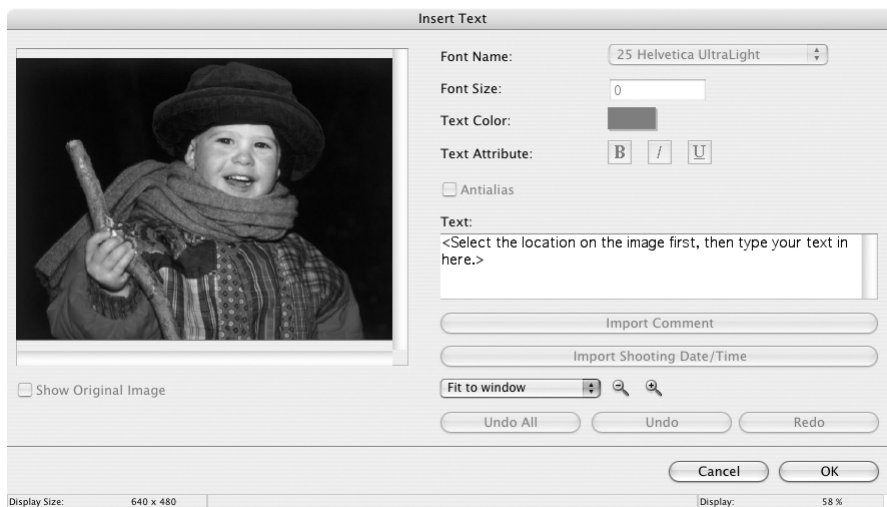 Insert Text
Font Name:
25 Helvetica UltraLight
Font Size:
0
Text Color:
Text Attribute:
B
I
U
Antialias
Text:
<Select the location on the image first, then type your text in
here.>
Import Comment
Import Shooting Date/Time
Show Original Image
Fit to window
Undo All
Undo
Redo
Cancel
OK
Display Size:
640 x 480
Display:
58 %